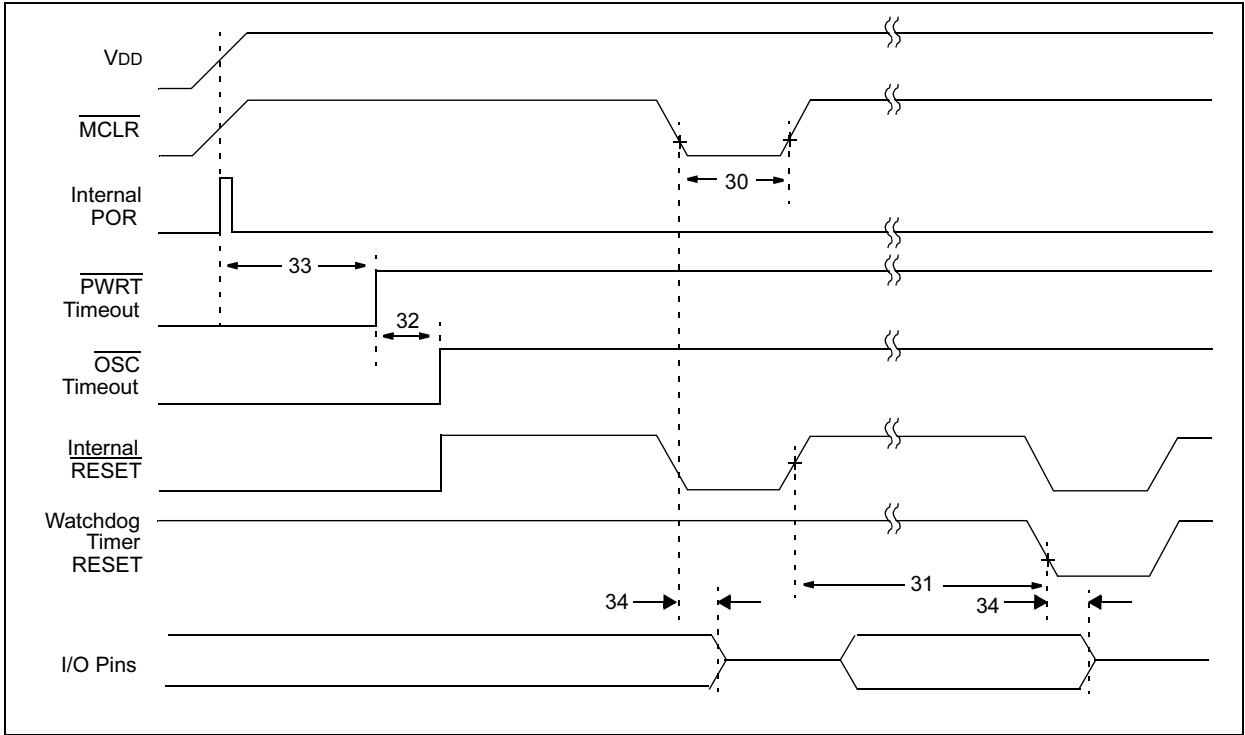 VDD
MCLR
30
Internal
POR
33
PWRT
Timeout
32
OSC
Timeout
Internal
RESET
Watchdog
Timer
RESET
31
34
34
I/O Pins